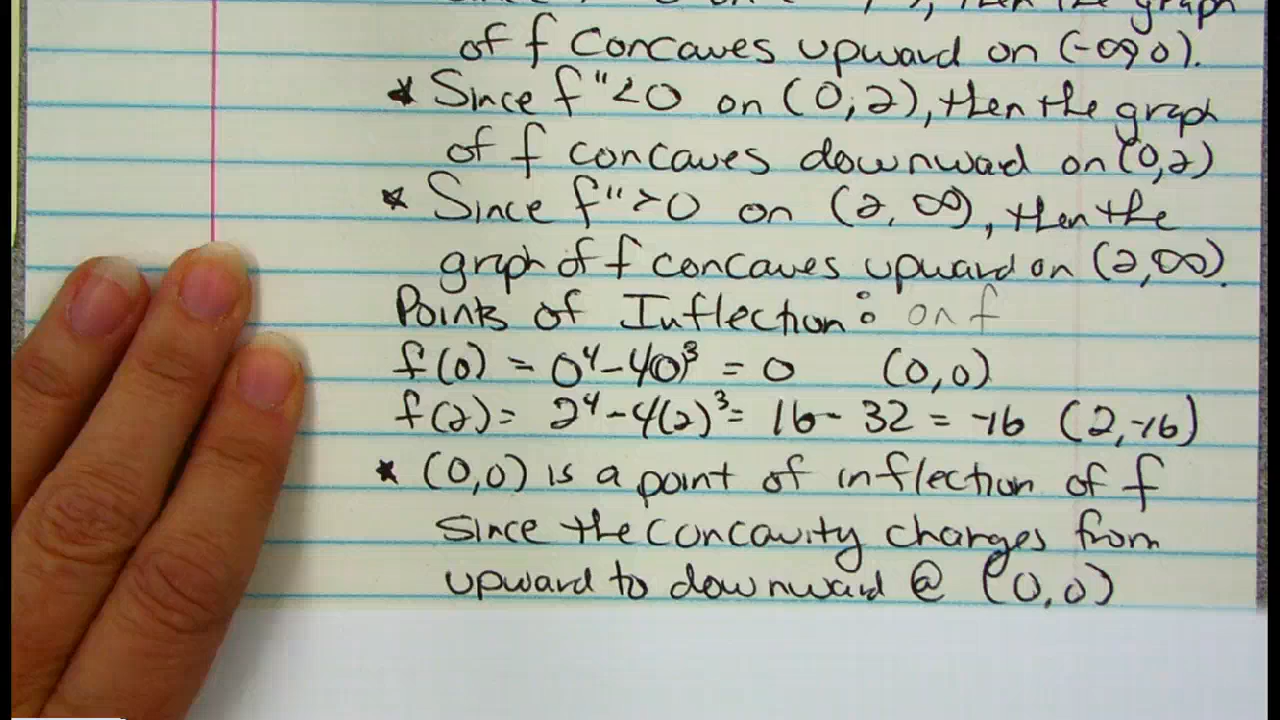 then the graph
of f concaves upward on (-∞,0).
* Since f''<0 on (0,2), then the graph
of f concaves downward on (0,2)
* Since f''>0 on (2,∞), then the
graph of f concaves upward on (2,∞).
Points of Inflection: on f
f(0) = 0⁴-4(0)³ = 0 (0,0)
f(2) = 2⁴-4(2)³ = 16-32 = -16 (2,-16)
* (0,0) is a point of inflection of f
since the concavity changes from
upward to downward @ (0,0)